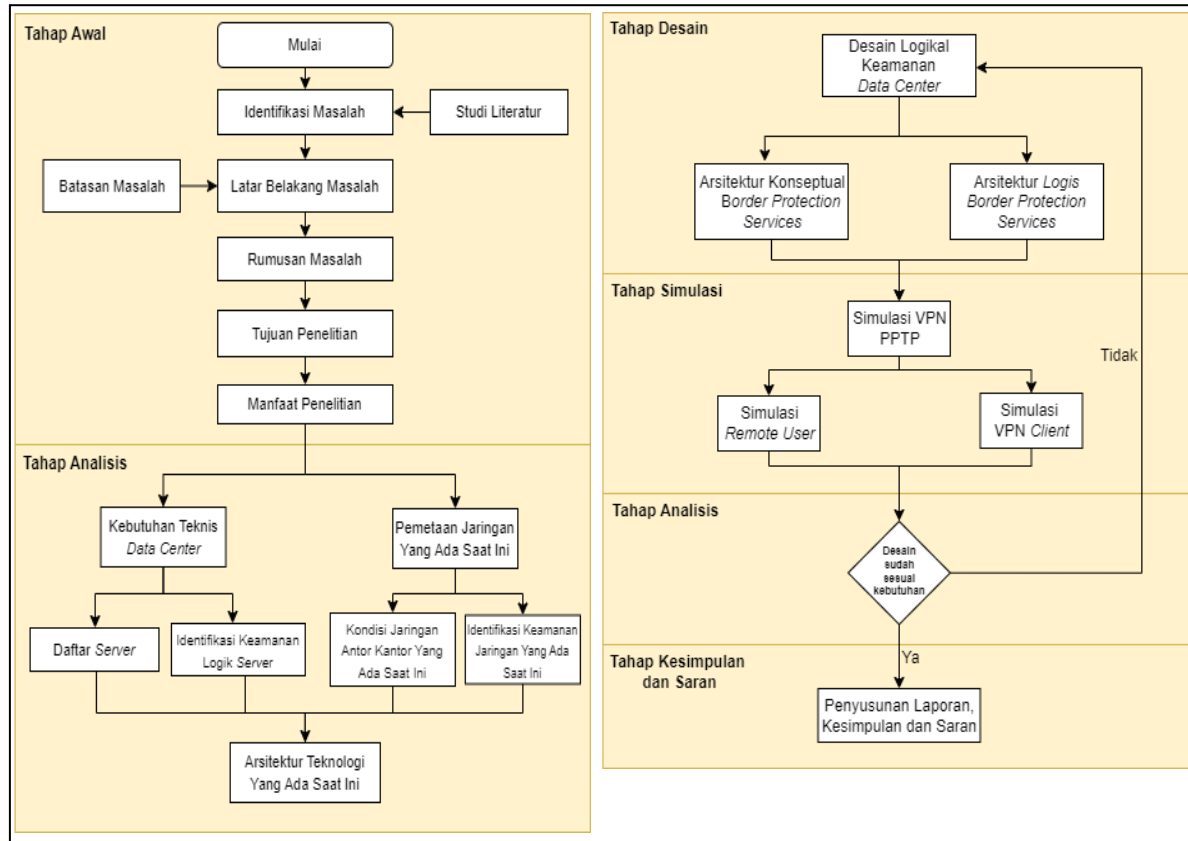 Tahap Awal
Mulai
Identifikasi Masalah
Studi Literatur
Batasan Masalah
Latar Belakang Masalah
Rumusan Masalah
Tujuan Penelitian
Manfaat Penelitian
Tahap Analisis
Kebutuhan Teknis
Data Center
Pemetaan Jaringan
Yang Ada Saat Ini
Daftar Server
Identifikasi Keamanan
Logik Server
Kondisi Jaringan
Antor Kantor Yang
Ada Saat Ini
Identifikasi Keamanan
Jaringan Yang Ada
Saat Ini
Arsitektur Teknologi
Yang Ada Saat Ini
Tahap Desain
Desain Logikal
Keamanan
Data Center
Arsitektur Konseptual
Border Protection
Services
Arsitektur Logis
Border Protection
Services
Tahap Simulasi
Simulasi VPN
PPTP
Tidak
Simulasi
Remote User
Simulasi
VPN Client
Tahap Analisis
Desain
sudah
sesual
kebutuhan
Ya
Tahap Kesimpulan
dan Saran
Penyusunan Laporan,
Kesimpulan dan Saran